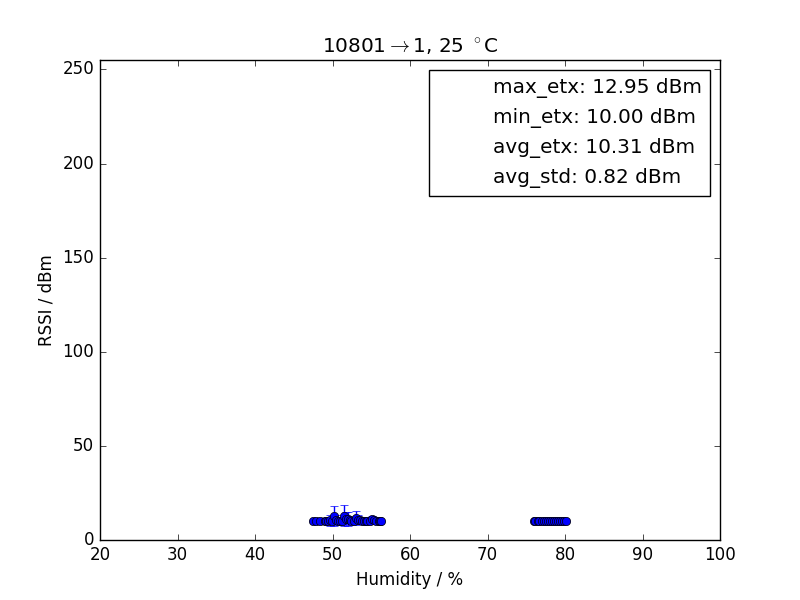 10801→1, 25 °C
max_etx: 12.95 dBm
min_etx: 10.00 dBm
avg_etx: 10.31 dBm
avg_std: 0.82 dBm
RSSI / dBm
250
200
150
100
50
0
20 30 40 50 60 70 80 90 100
Humidity / %